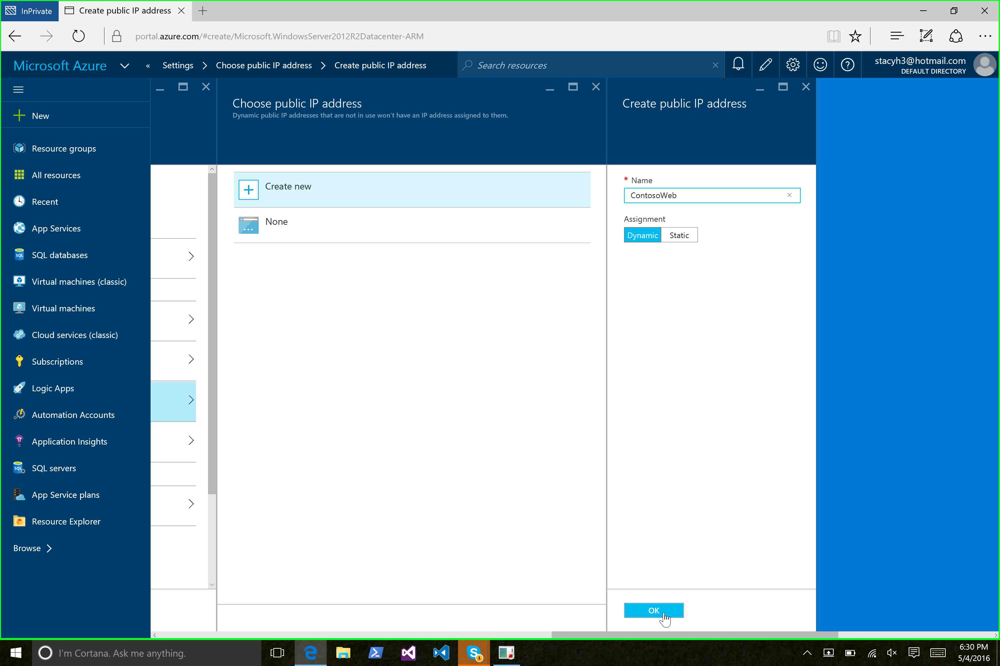 InPrivate
Create public IP address
portal.azure.com/#create/Microsoft.WindowsServer2012R2Datacenter-ARM
Microsoft Azure
«
Settings > Choose public IP address > Create public IP address
Search resources
stacyh3@hotmail.com
DEFAULT DIRECTORY
New
Resource groups
All resources
Recent
App Services
SQL databases
Virtual machines (classic)
Virtual machines
Cloud services (classic)
Subscriptions
Logic Apps
Automation Accounts
Application Insights
SQL servers
App Service plans
Resource Explorer
Browse >
Choose public IP address
Dynamic public IP addresses that are not in use won't have an IP address assigned to them.
Create new
None
Create public IP address
* Name
ContosoWeb
Assignment
Dynamic Static
OK
I'm Cortana. Ask me anything.
1
6:30 PM
5/4/2016